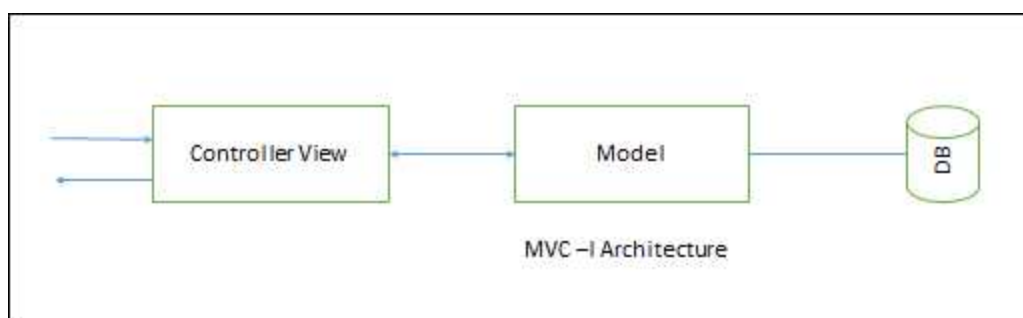 Controller View
Model
DB
MVC –I Architecture